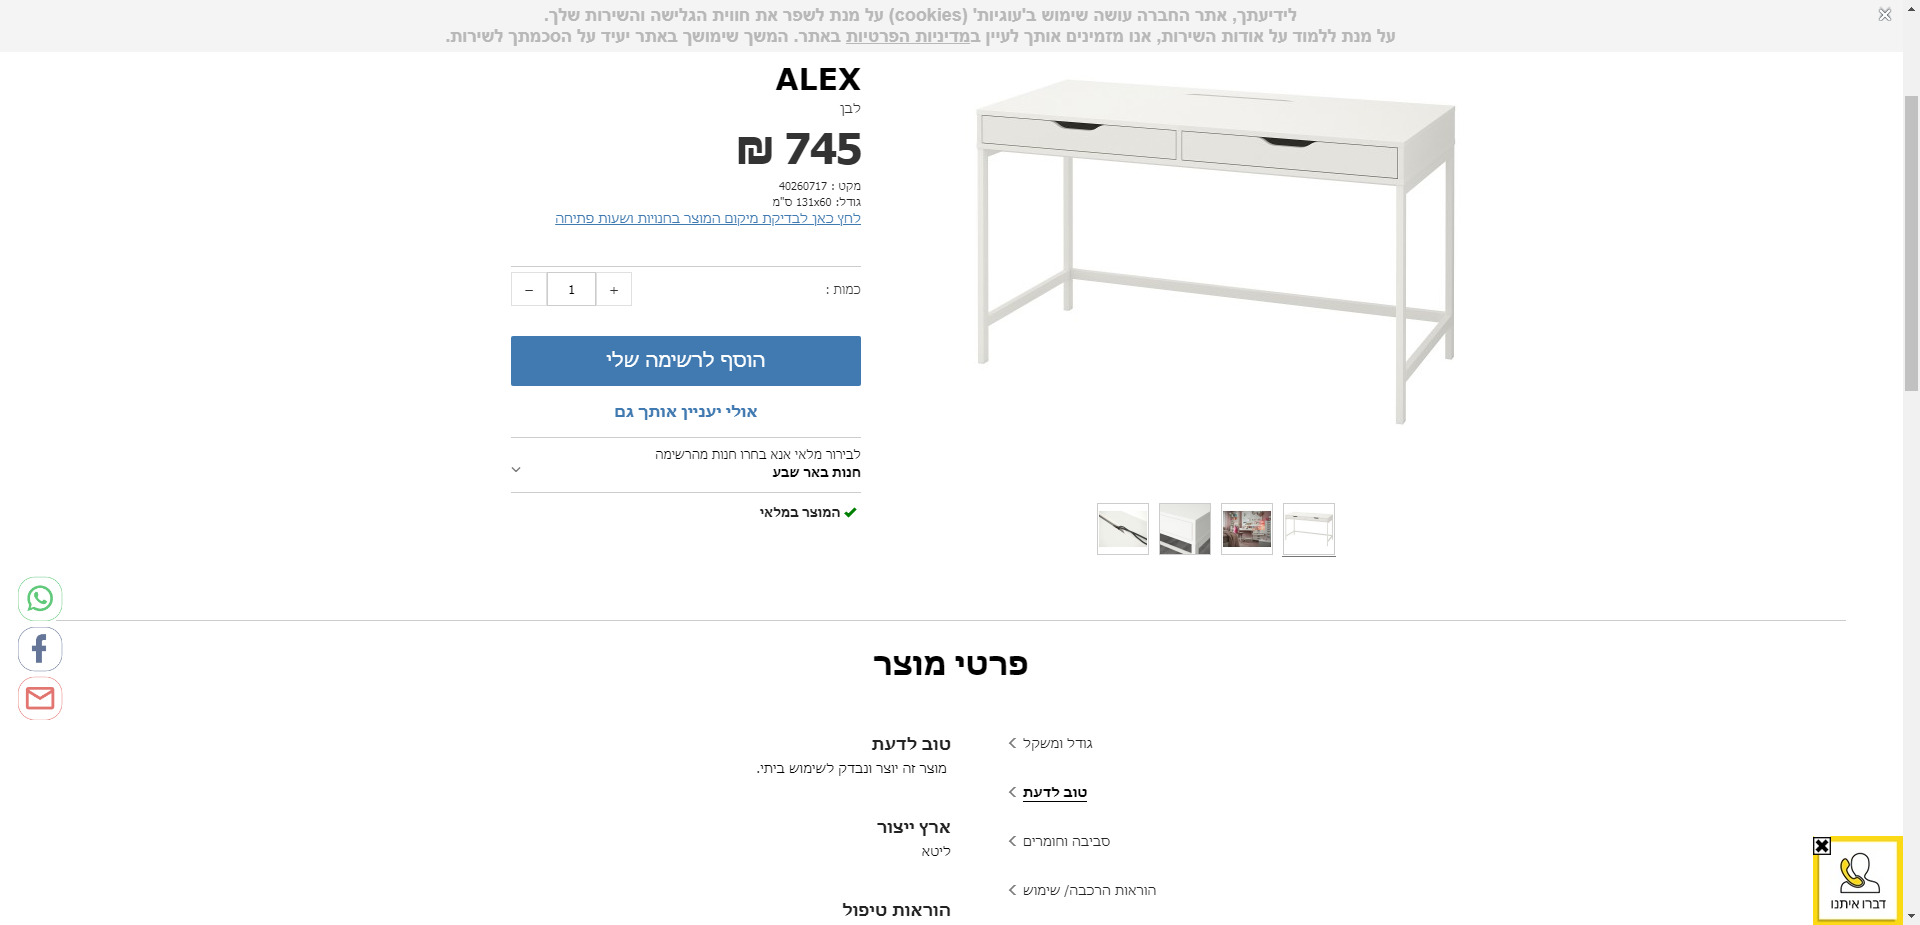 לידיעתך, אתר החברה עושה שימוש ב'עוגיות' (cookies) על מנת לשפר את חווית הגלישה והשירות שלך.
על מנת ללמוד על אודות השירות, אנו מזמינים אותך לעיין במדיניות הפרטיות באתר. המשך שימושך באתר יעיד על הסכמתך לשירות.
ALEX
לבן
745 ₪
מקט : 40260717
גודל: 131x60 ס"מ
לחץ כאן לבדיקת מיקום המוצר בחנויות ושעות פתיחה
כמות :
+ 1 −
הוסף לרשימה שלי
אולי יעניין אותך גם
לבירור מלאי אנא בחרו חנות מהרשימה
חנות באר שבע
המוצר במלאי
פרטי מוצר
גודל ומשקל
טוב לדעת
סביבה וחומרים
הוראות הרכבה/ שימוש
טוב לדעת
מוצר זה יוצר ונבדק לשימוש ביתי.
ארץ ייצור
ליטא
הוראות טיפול
דברו איתנו